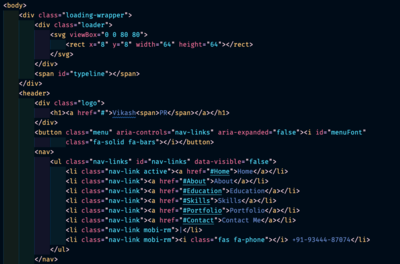 <body>
<div class="loading-wrapper">
<div class="loader">
<svg viewBox="0 0 80 80">
<rect x="8" y="8" width="64" height="64"></rect>
</svg>
</div>
<span id="typeline"></span>
</div>
<header>
<div class="logo">
<h1><a href="#">Vikash<span>PR</span></a></h1>
</div>
<button class="menu" aria-controls="nav-links" aria-expanded="false"><i id="menuFont"
class="fa-solid fa-bars"></i></button>
<nav>
<ul class="nav-links" id="nav-links" data-visible="false">
<li class="nav-link active"><a href="#Home">Home</a></li>
<li class="nav-link"><a href="#About">About</a></li>
<li class="nav-link"><a href="#Education">Education</a></li>
<li class="nav-link"><a href="#Skills">Skills</a></li>
<li class="nav-link"><a href="#Portfolio">Portfolio</a></li>
<li class="nav-link"><a href="#Contact">Contact Me</a></li>
<li class="nav-link mobi-rm">|</li>
<li class="nav-link mobi-rm"><i class="fas fa-phone"></i> +91-93444-87074</li>
</ul>
</nav>